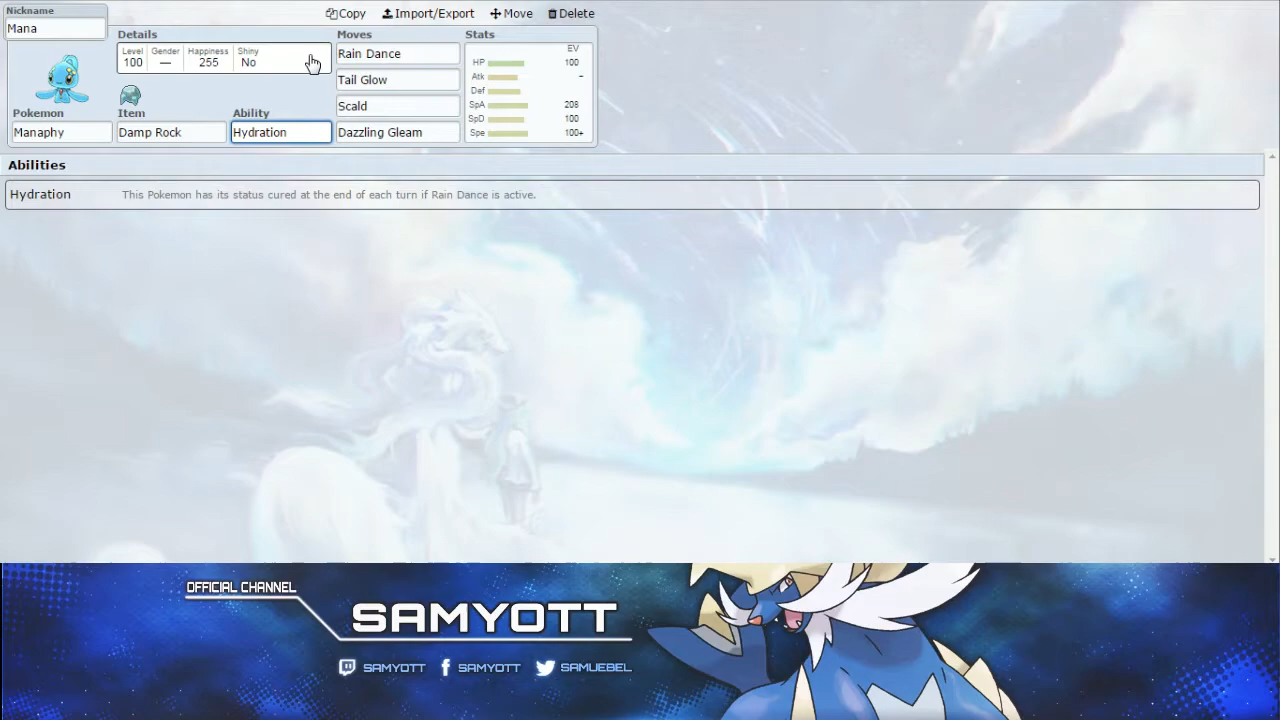 Nickname
Mana
Copy Import/Export Move Delete
Details
Level Gender Happiness Shiny
100 — 255 No
Pokemon
Manaphy
Item
Damp Rock
Ability
Hydration
Moves
Rain Dance
Tail Glow
Scald
Dazzling Gleam
Stats
EV
HP 100
Atk -
Def
SpA 208
SpD 100
Spe 100+
Abilities
Hydration This Pokemon has its status cured at the end of each turn if Rain Dance is active.
OFFICIAL CHANNEL
SAMYOTT
SAMYOTT SAMYOTT SAMUEBEL